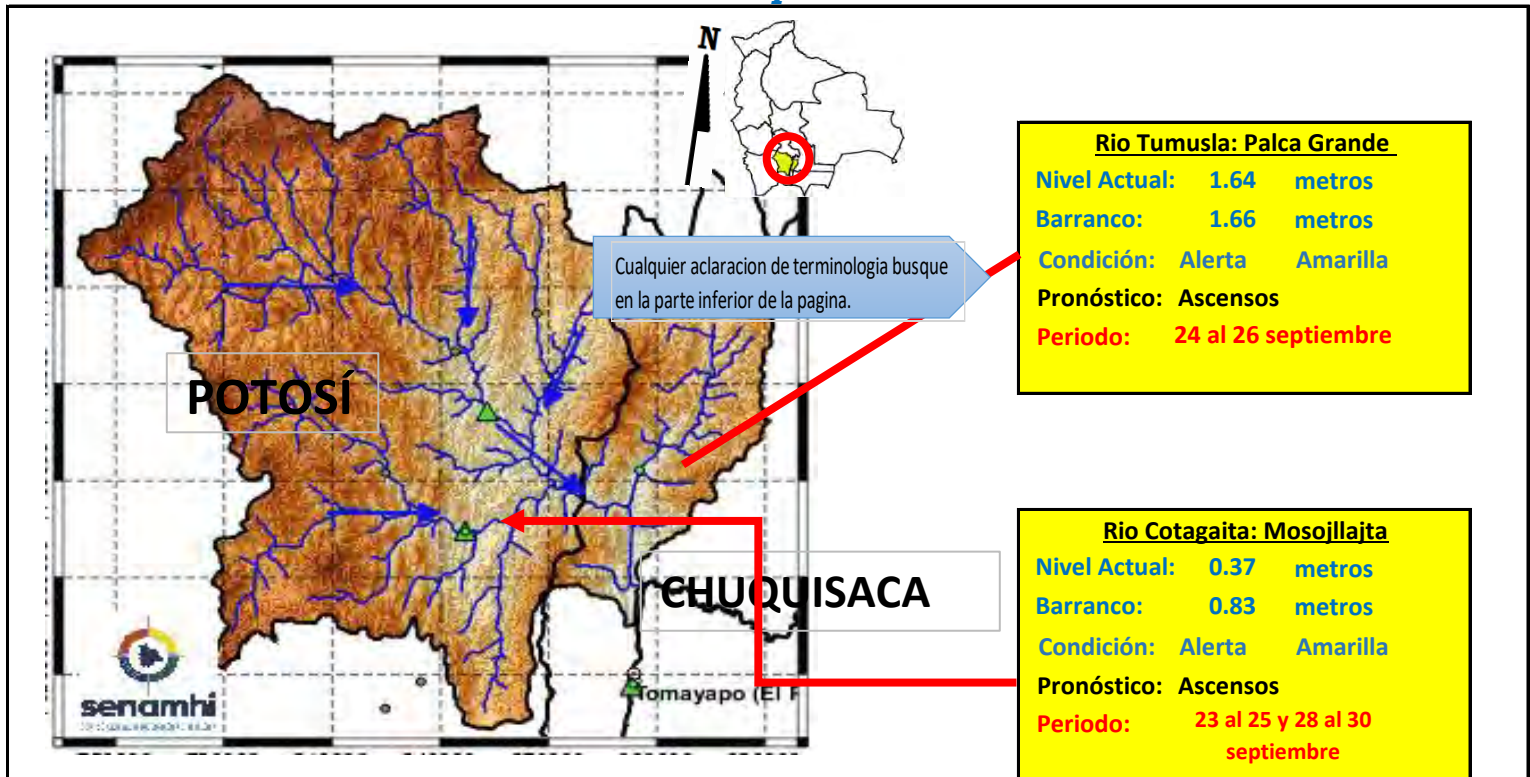 N
Cualquier aclaracion de terminologia busque
en la parte inferior de la pagina.
POTOSÍ
CHUQUISACA
Tomayapo (El
senamhi
Rio Tumusla: Palca Grande
Nivel Actual: 1.64 metros
Barranco: 1.66 metros
Condición: Alerta Amarilla
Pronóstico: Ascensos
Periodo: 24 al 26 septiembre
Rio Cotagaita: Mosojllajta
Nivel Actual: 0.37 metros
Barranco: 0.83 metros
Condición: Alerta Amarilla
Pronóstico: Ascensos
Periodo: 23 al 25 y 28 al 30
septiembre